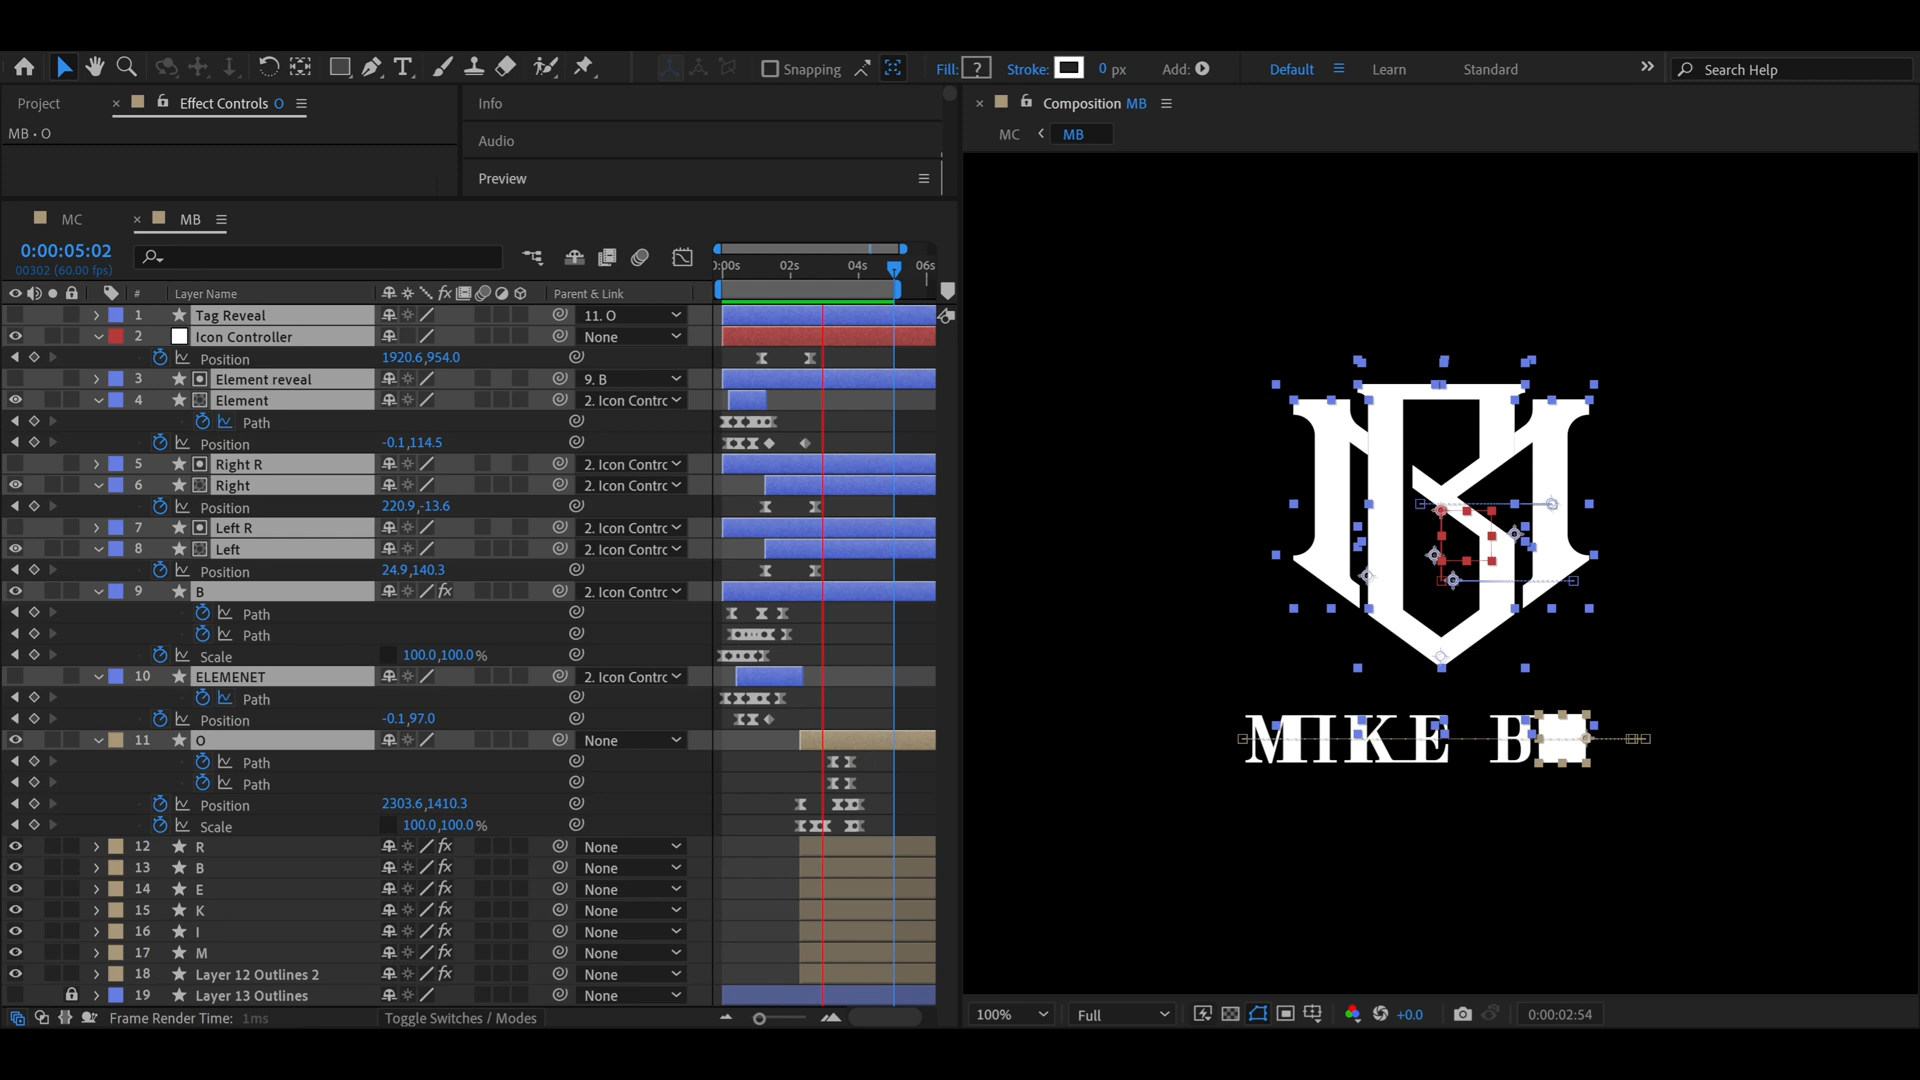 Snapping
Fill: ? Stroke: 0 px Add:
Default Learn Standard
Search Help
Project Effect Controls O
MB • O
Info
Audio
Preview
Composition MB
MC MB
MC MB
0:00:05:02
00302 (60.00 fps)
0:00s 02s 04s 06s
# Layer Name Parent & Link
1 Tag Reveal 11. O
2 Icon Controller None
Position 1920.6,954.0
3 Element reveal 9. B
4 Element 2. Icon Contrc
Path
Position -0.1,114.5
5 Right R 2. Icon Contrc
6 Right 2. Icon Contrc
Position 220.9,-13.6
7 Left R 2. Icon Contrc
8 Left 2. Icon Contrc
Position 24.9,140.3
9 B fx 2. Icon Contrc
Path
Path
Scale 100.0,100.0 %
10 ELEMENET 2. Icon Contrc
Path
Position -0.1,97.0
11 O None
Path
Path
Position 2303.6,1410.3
Scale 100.0,100.0 %
12 R fx None
13 B fx None
14 E fx None
15 K fx None
16 I fx None
17 M fx None
18 Layer 12 Outlines 2 fx None
19 Layer 13 Outlines None
Frame Render Time: 1ms Toggle Switches / Modes
MIKE B
100% Full +0.0 0:00:02:54